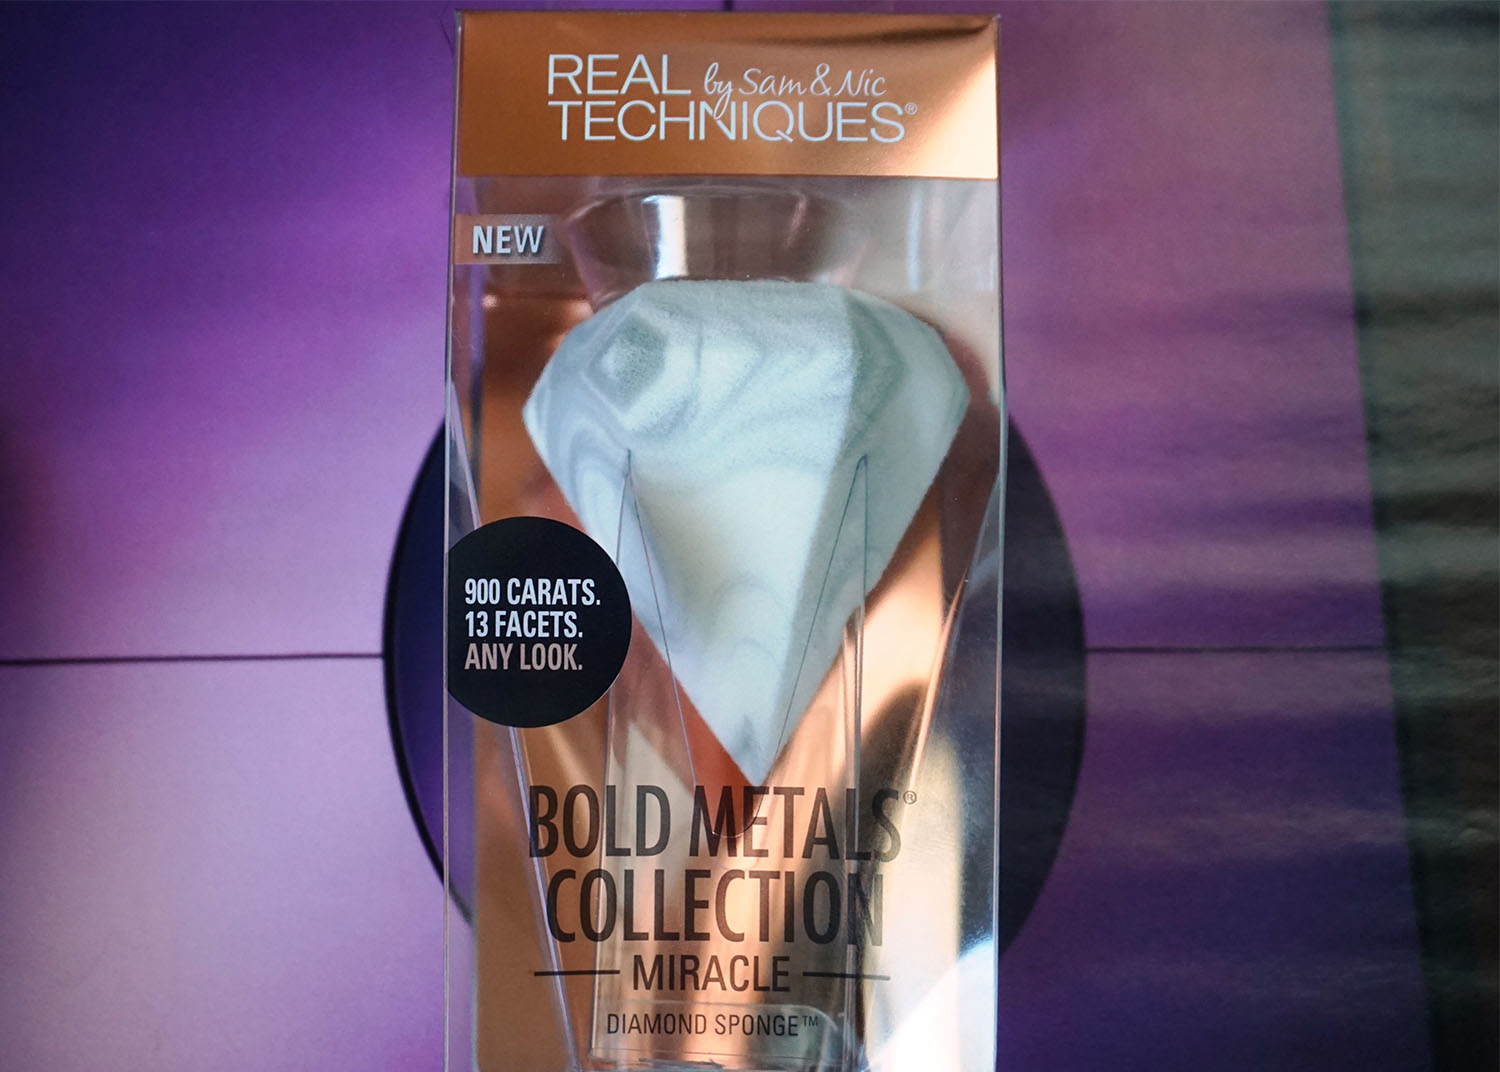 REAL by Sam & Nic
TECHNIQUES®
NEW
900 CARATS.
13 FACETS.
ANY LOOK.
BOLD METALS®
COLLECTION
MIRACLE
DIAMOND SPONGE™